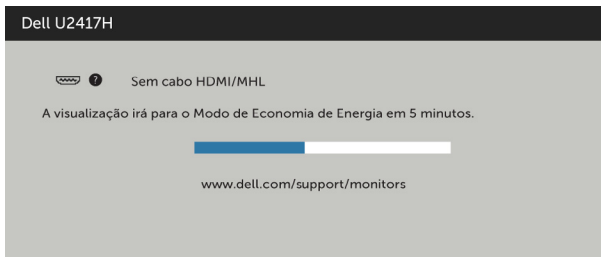 Dell U2417H
? Sem cabo HDMI/MHL
A visualização irá para o Modo de Economia de Energia em 5 minutos.
www.dell.com/support/monitors